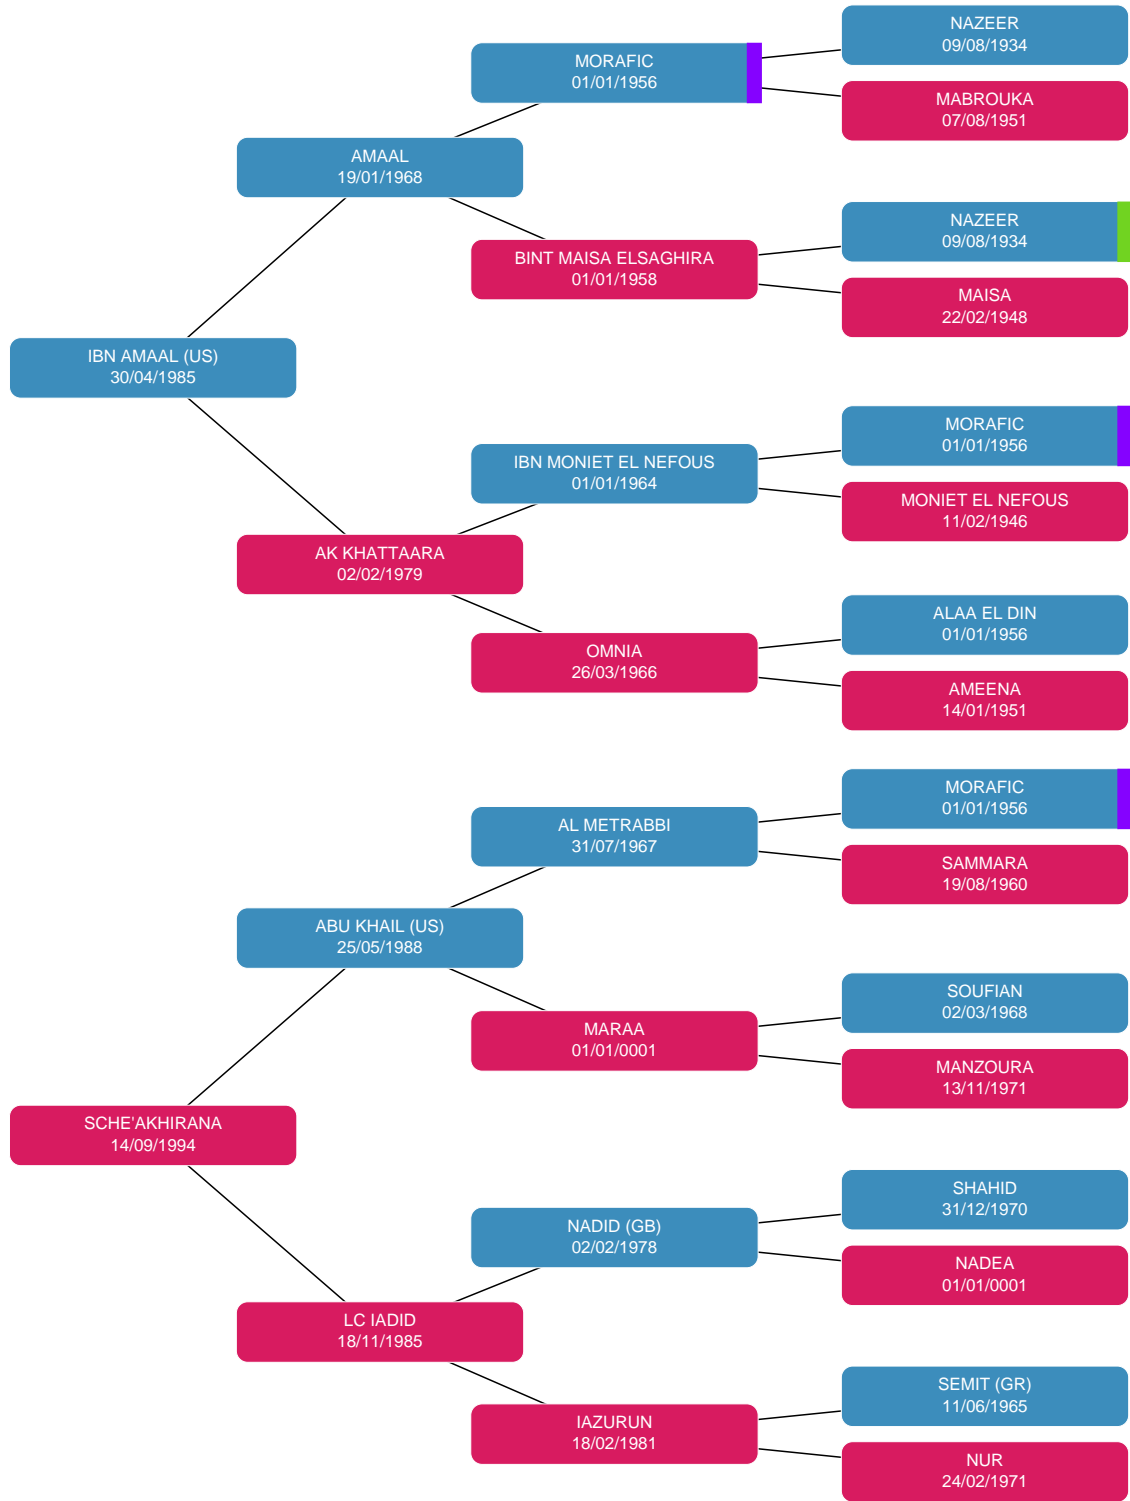 NAZEER
09/08/1934
MORAFIC
01/01/1956
MABROUKA
07/08/1951
AMAAL
19/01/1968
NAZEER
09/08/1934
BINT MAISA ELSAGHIRA
01/01/1958
MAISA
22/02/1948
IBN AMAAL (US)
30/04/1985
MORAFIC
01/01/1956
IBN MONIET EL NEFOUS
01/01/1964
MONIET EL NEFOUS
11/02/1946
AK KHATTAARA
02/02/1979
ALAA EL DIN
01/01/1956
OMNIA
26/03/1966
AMEENA
14/01/1951
MORAFIC
01/01/1956
AL METRABBI
31/07/1967
SAMMARA
19/08/1960
ABU KHAIL (US)
25/05/1988
SOUFIAN
02/03/1968
MARAA
01/01/0001
MANZOURA
13/11/1971
SCHE'AKHIRANA
14/09/1994
SHAHID
31/12/1970
NADID (GB)
02/02/1978
NADEA
01/01/0001
LC IADID
18/11/1985
SEMIT (GR)
11/06/1965
IAZURUN
18/02/1981
NUR
24/02/1971